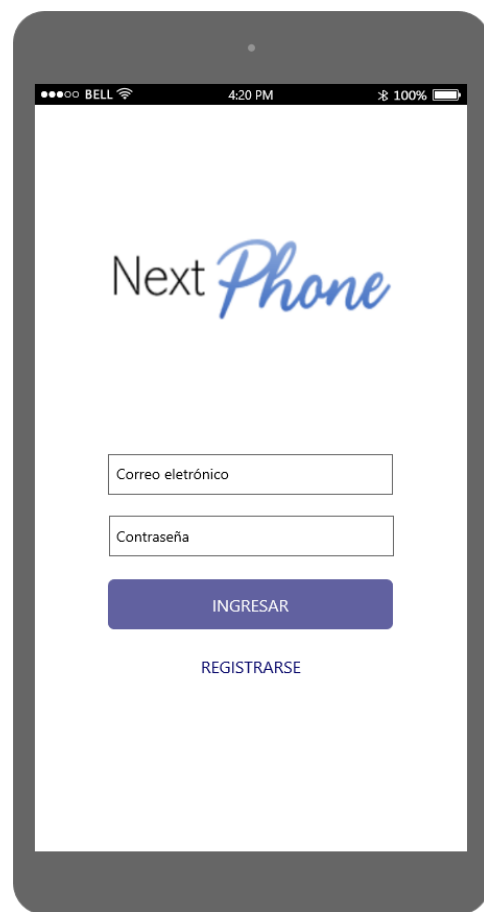 BELL 4:20 PM 100%
Next Phone
Correo eletrónico
Contraseña
INGRESAR
REGISTRARSE